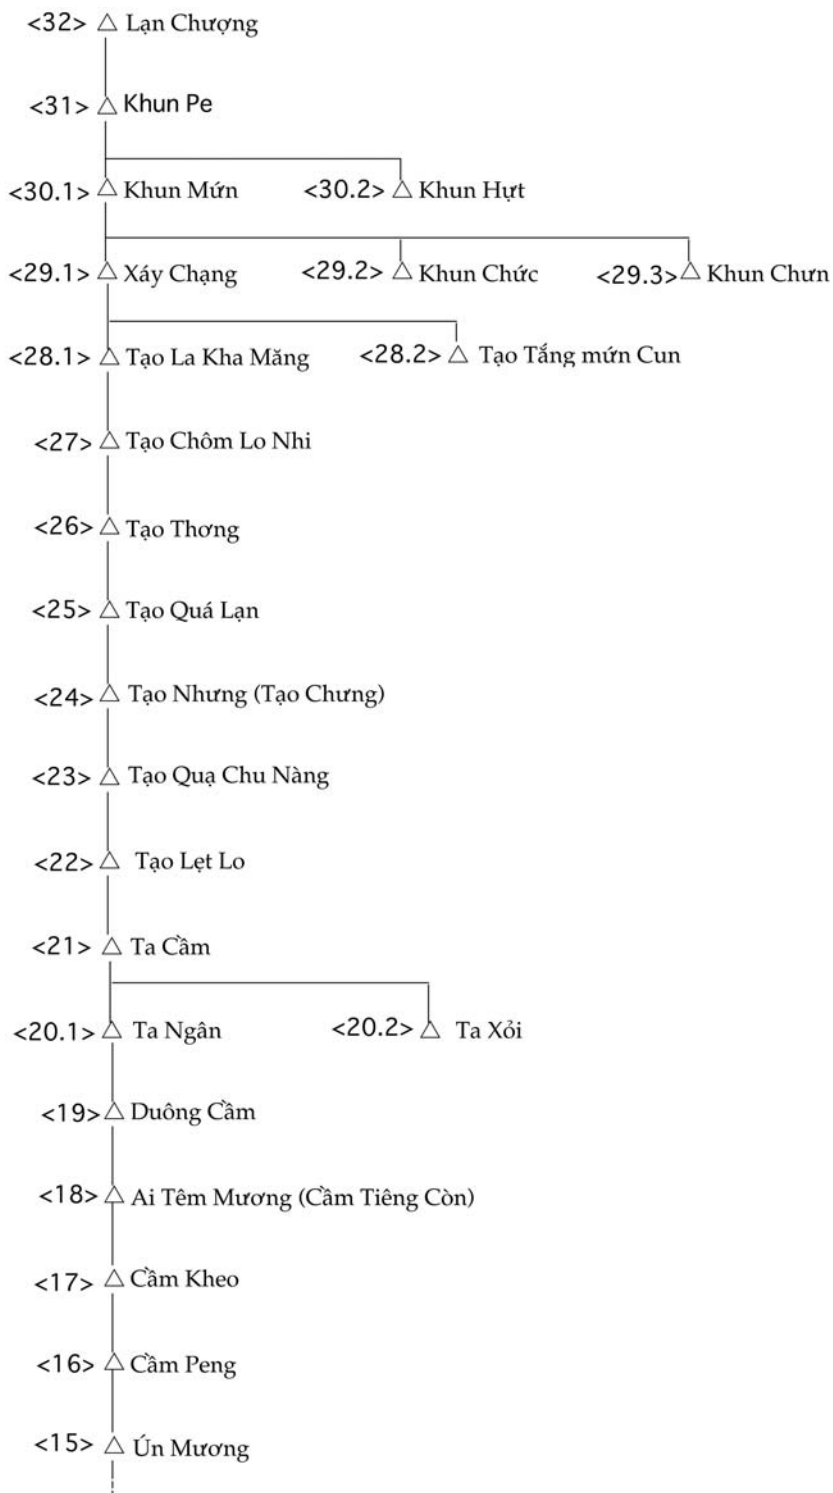 <32> Lạn Chượng
<31> Khun Pe
<30.1> Khun Mứn <30.2> Khun Hựt
<29.1> Xáy Chạng <29.2> Khun Chức <29.3> Khun Chưn
<28.1> Tạo La Kha Măng <28.2> Tạo Tắng mứn Cun
<27> Tạo Chôm Lo Nhi
<26> Tạo Thơng
<25> Tạo Quá Lạn
<24> Tạo Nhưng (Tạo Chưng)
<23> Tạo Quạ Chu Nàng
<22> Tạo Lẹt Lo
<21> Ta Cầm
<20.1> Ta Ngân <20.2> Ta Xỏi
<19> Duông Cầm
<18> Ai Têm Mương (Cầm Tiêng Còn)
<17> Cầm Kheo
<16> Cầm Peng
<15> Ún Mương